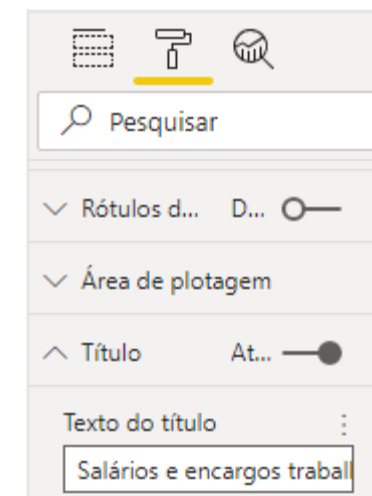 Pesquisar
Rótulos d... D...
Área de plotagem
Título At...
Texto do título
Salários e encargos traball